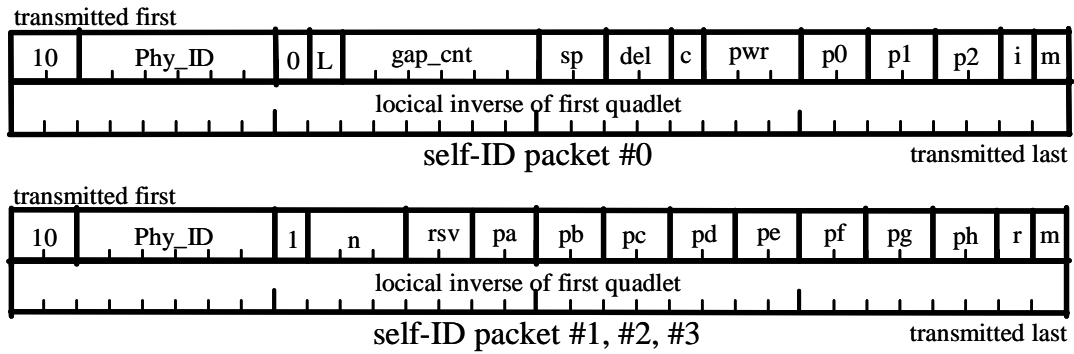 transmitted first
10 Phy_ID 0 L gap_cnt sp del c pwr p0 p1 p2 i m
locical inverse of first quadlet
self-ID packet #0 transmitted last
transmitted first
10 Phy_ID 1 n rsv pa pb pc pd pe pf pg ph r m
locical inverse of first quadlet
self-ID packet #1, #2, #3 transmitted last